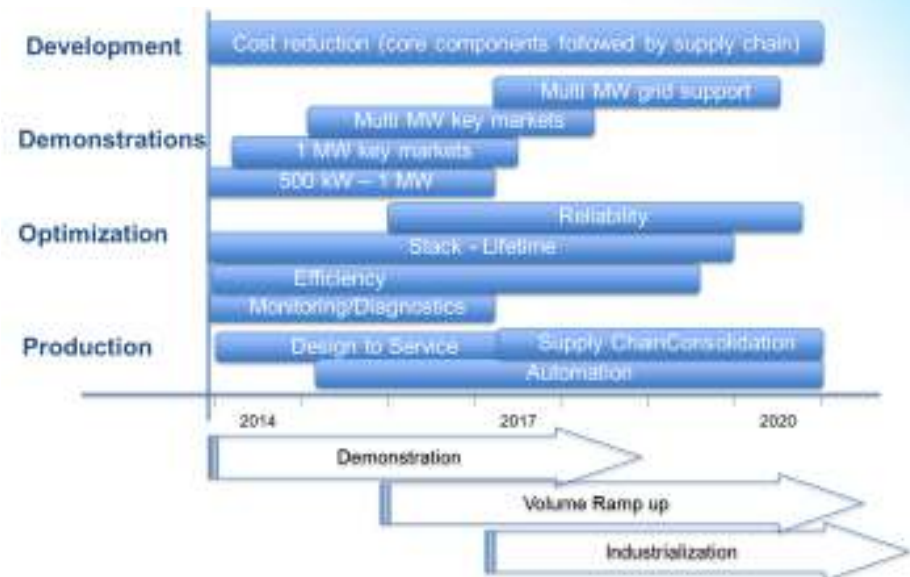 Development
Cost reduction (core components followed by supply chain)
Multi MW grid support
Multi MW key markets
Demonstrations
1 MW key markets
500 kW – 1 MW
Reliability
Optimization
Stack - Lifetime
Efficiency
Monitoring/Diagnostics
Production
Design to Service
Supply ChainConsolidation
Automation
2014
2017
2020
Demonstration
Volume Ramp up
Industrialization